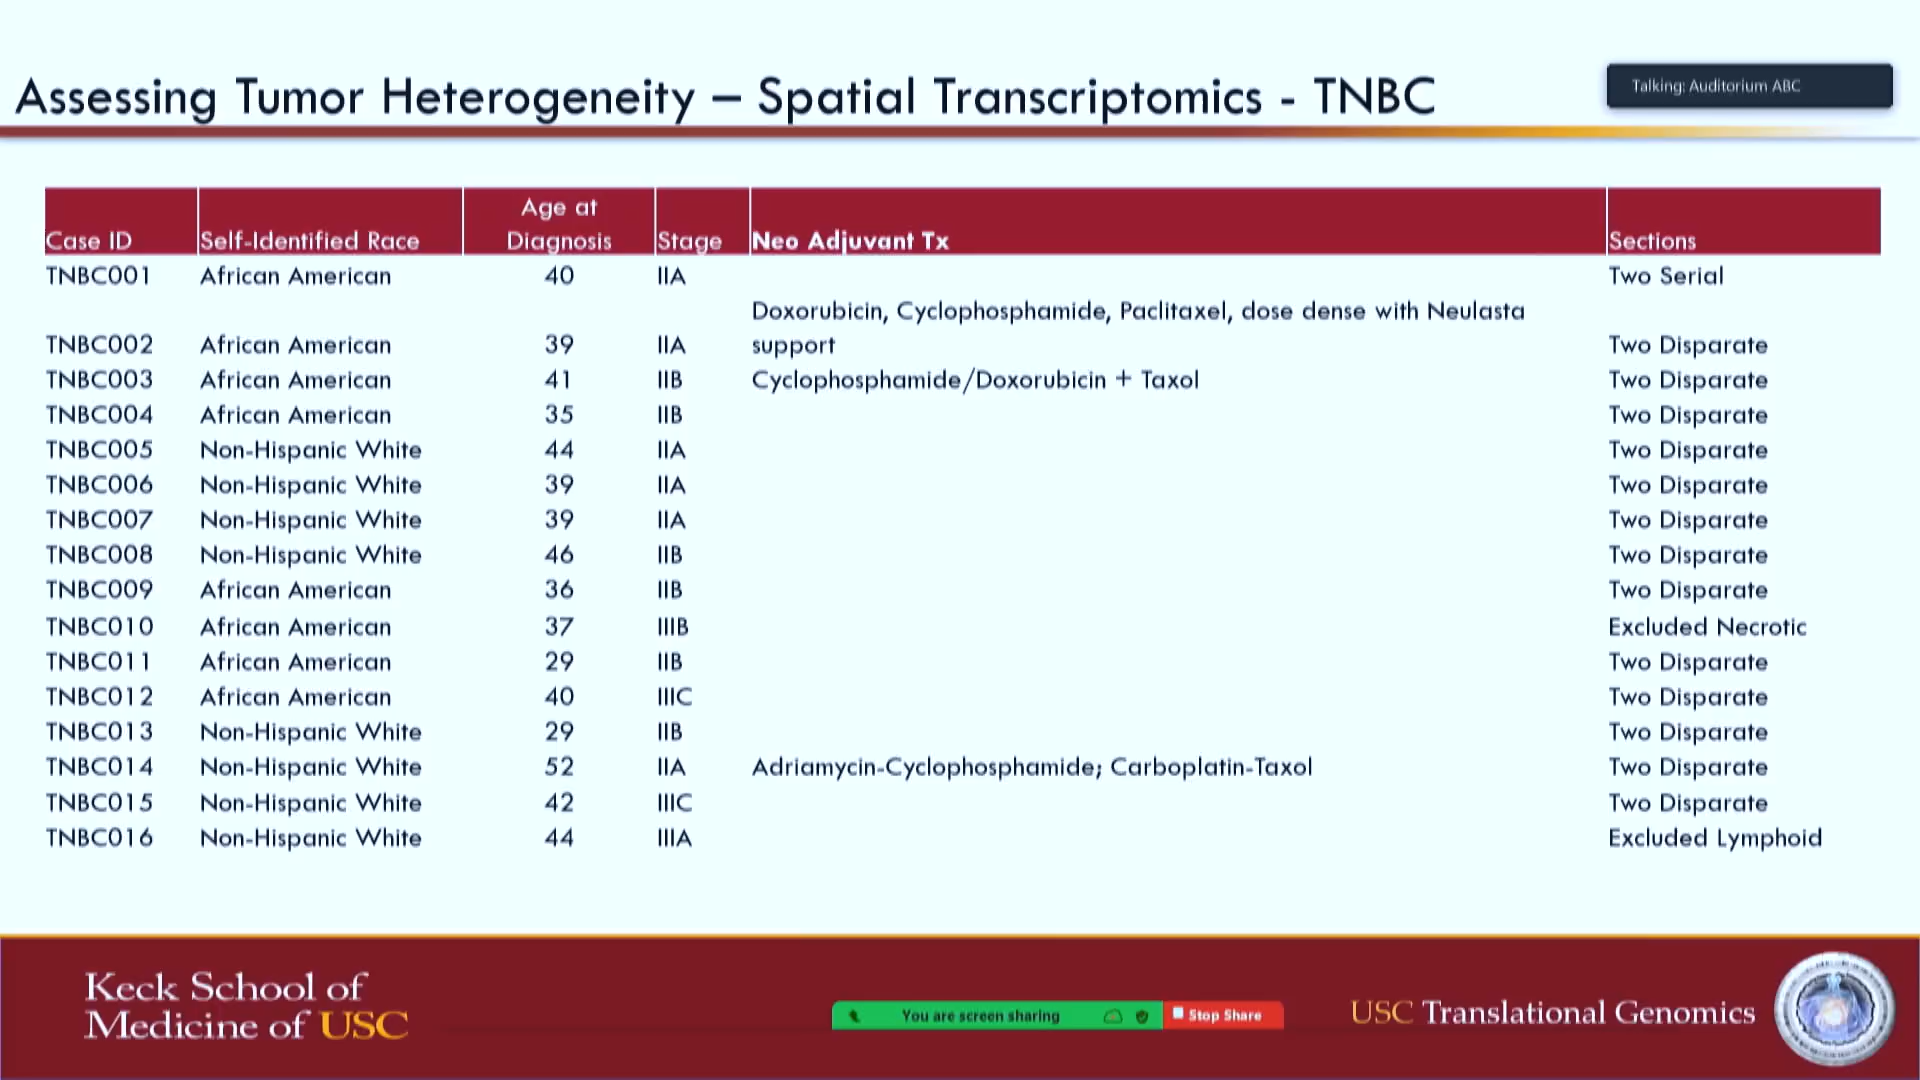 Assessing Tumor Heterogeneity – Spatial Transcriptomics - TNBC
Talking: Auditorium ABC
Case ID Self-Identified Race Age at Diagnosis Stage Neo Adjuvant Tx Sections
TNBC001 African American 40 IIA Two Serial
Doxorubicin, Cyclophosphamide, Paclitaxel, dose dense with Neulasta
TNBC002 African American 39 IIA support Two Disparate
TNBC003 African American 41 IIB Cyclophosphamide/Doxorubicin + Taxol Two Disparate
TNBC004 African American 35 IIB Two Disparate
TNBC005 Non-Hispanic White 44 IIA Two Disparate
TNBC006 Non-Hispanic White 39 IIA Two Disparate
TNBC007 Non-Hispanic White 39 IIA Two Disparate
TNBC008 Non-Hispanic White 46 IIB Two Disparate
TNBC009 African American 36 IIB Two Disparate
TNBC010 African American 37 IIIB Excluded Necrotic
TNBC011 African American 29 IIB Two Disparate
TNBC012 African American 40 IIIC Two Disparate
TNBC013 Non-Hispanic White 29 IIB Two Disparate
TNBC014 Non-Hispanic White 52 IIA Adriamycin-Cyclophosphamide; Carboplatin-Taxol Two Disparate
TNBC015 Non-Hispanic White 42 IIIC Two Disparate
TNBC016 Non-Hispanic White 44 IIIA Excluded Lymphoid
Keck School of
Medicine of USC
You are screen sharing Stop Share
USC Translational Genomics